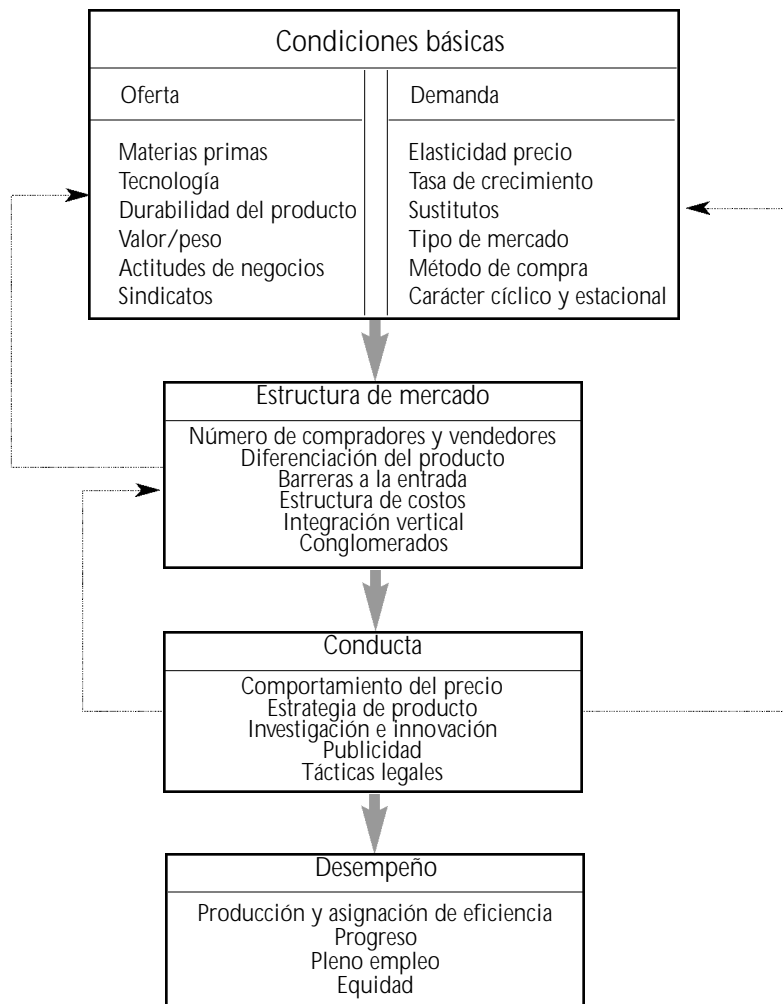 Condiciones básicas
Oferta
Materias primas
Tecnología
Durabilidad del producto
Valor/peso
Actitudes de negocios
Sindicatos
Demanda
Elasticidad precio
Tasa de crecimiento
Sustitutos
Tipo de mercado
Método de compra
Carácter cíclico y estacional
Estructura de mercado
Número de compradores y vendedores
Diferenciación del producto
Barreras a la entrada
Estructura de costos
Integración vertical
Conglomerados
Conducta
Comportamiento del precio
Estrategia de producto
Investigación e innovación
Publicidad
Tácticas legales
Desempeño
Producción y asignación de eficiencia
Progreso
Pleno empleo
Equidad